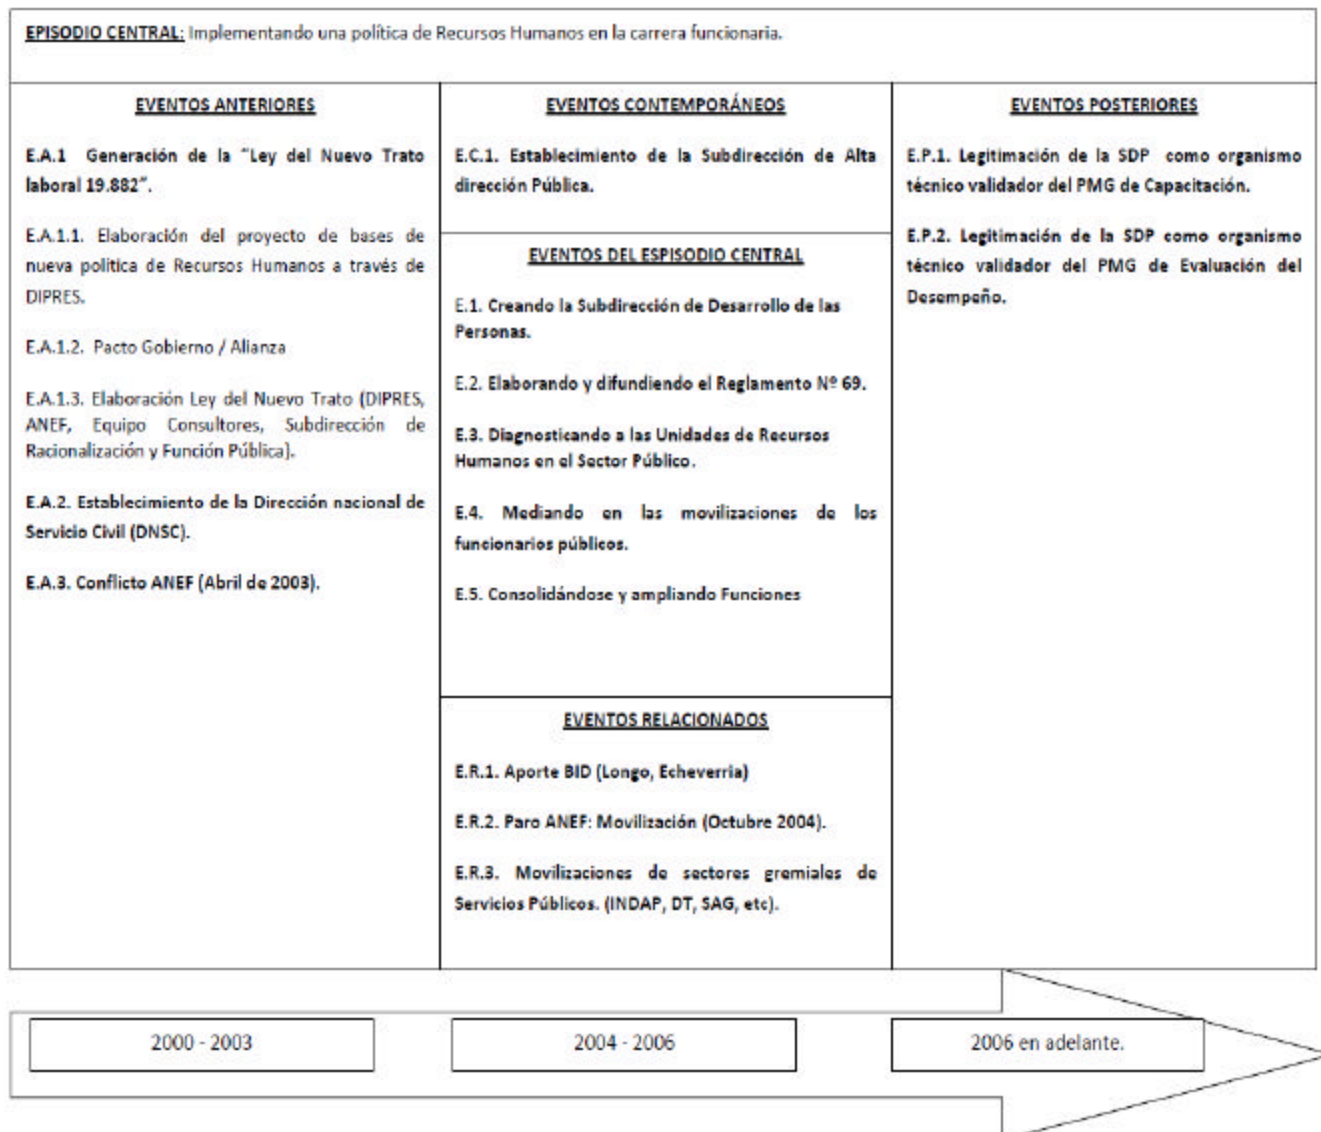 EPISODIO CENTRAL: Implementando una política de Recursos Humanos en la carrera funcionaria.
EVENTOS ANTERIORES
E.A.1 Generación de la “Ley del Nuevo Trato
laboral 19.882”.
E.A.1.1. Elaboración del proyecto de bases de
nueva política de Recursos Humanos a través de
DIPRES.
E.A.1.2. Pacto Gobierno / Alianza
E.A.1.3. Elaboración Ley del Nuevo Trato (DIPRES,
ANEF, Equipo Consultores, Subdirección de
Racionalización y Función Pública).
E.A.2. Establecimiento de la Dirección nacional de
Servicio Civil (DNSC).
E.A.3. Conflicto ANEF (Abril de 2003).
EVENTOS CONTEMPORÁNEOS
E.C.1. Establecimiento de la Subdirección de Alta
dirección Pública.
EVENTOS DEL ESPISODIO CENTRAL
E.1. Creando la Subdirección de Desarrollo de las
Personas.
E.2. Elaborando y difundiendo el Reglamento Nº 69.
E.3. Diagnosticando a las Unidades de Recursos
Humanos en el Sector Público.
E.4. Mediando en las movilizaciones de los
funcionarios públicos.
E.5. Consolidándose y ampliando Funciones
EVENTOS RELACIONADOS
E.R.1. Aporte BID (Longo, Echeverria)
E.R.2. Paro ANEF: Movilización (Octubre 2004).
E.R.3. Movilizaciones de sectores gremiales de
Servicios Públicos. (INDAP, DT, SAG, etc).
EVENTOS POSTERIORES
E.P.1. Legitimación de la SDP como organismo
técnico validador del PMG de Capacitación.
E.P.2. Legitimación de la SDP como organismo
técnico validador del PMG de Evaluación del
Desempeño.
2000 - 2003
2004 - 2006
2006 en adelante.